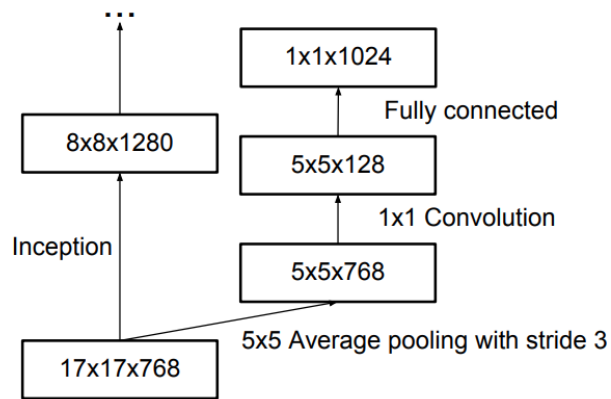 ...
1x1x1024
Fully connected
8x8x1280
5x5x128
1x1 Convolution
Inception
5x5x768
5x5 Average pooling with stride 3
17x17x768